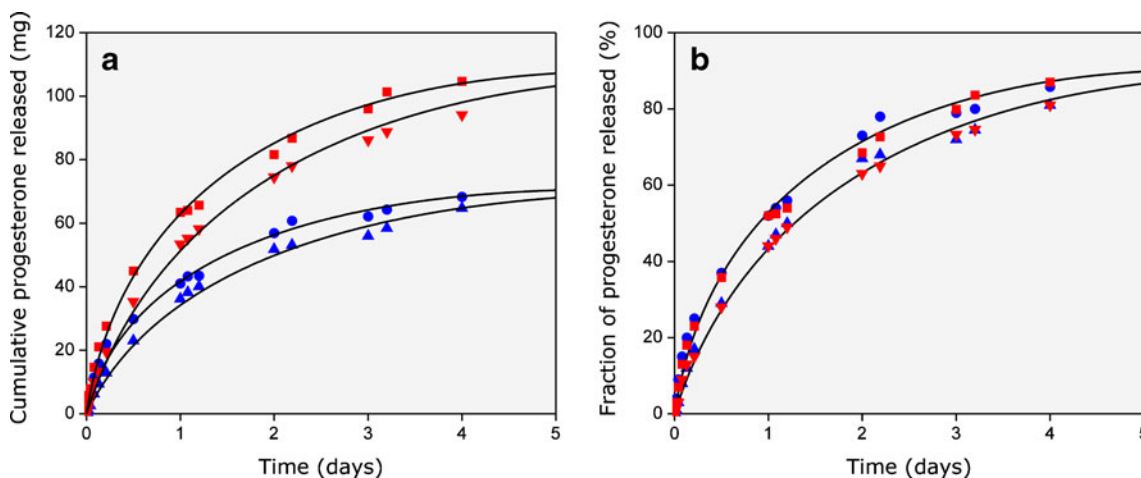 a
Cumulative progesterone released (mg)
120
100
80
60
40
20
0
0 1 2 3 4 5
Time (days)
b
Fraction of progesterone released (%)
100
80
60
40
20
0
0 1 2 3 4 5
Time (days)